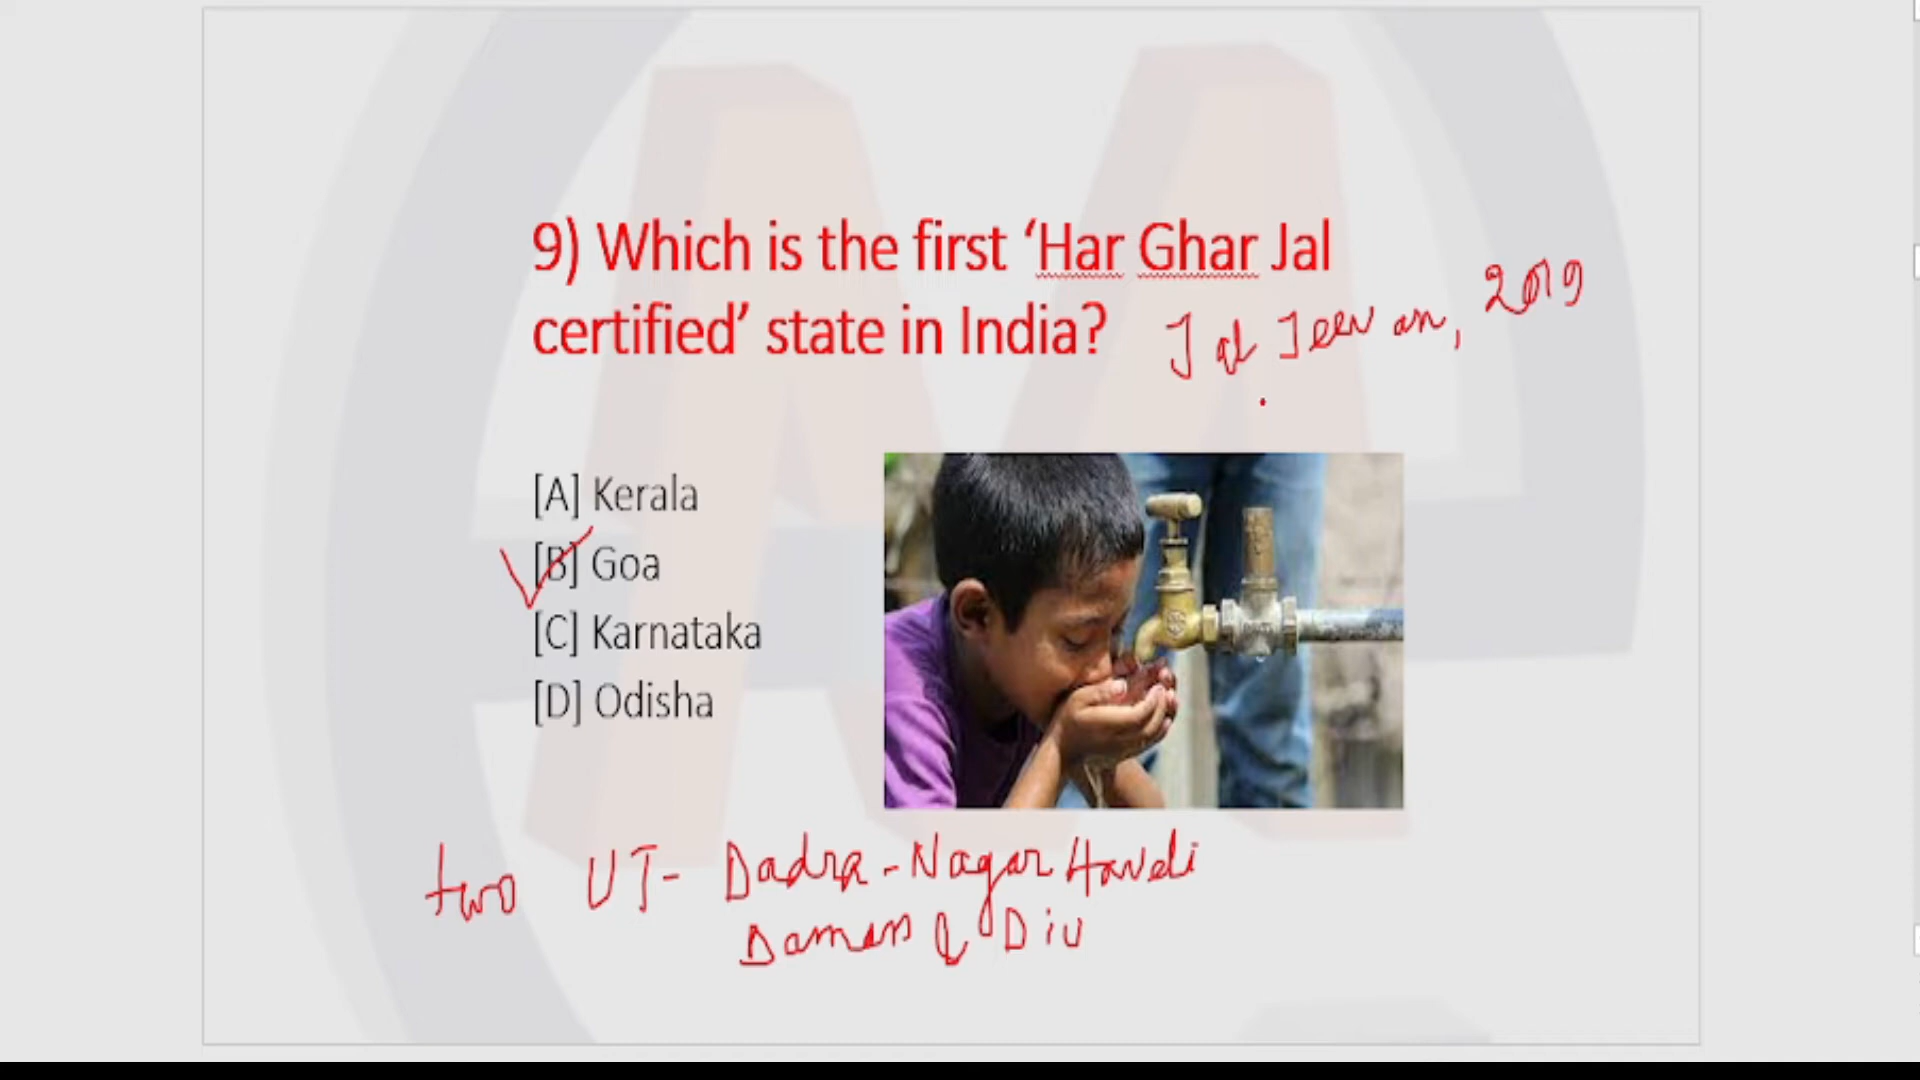 9) Which is the first ‘Har Ghar Jal
certified’ state in India?
Jal Jeevan, 2019
[A] Kerala
[B] Goa
[C] Karnataka
[D] Odisha
two UT- Dadra-Nagar Haveli
Daman & Diu